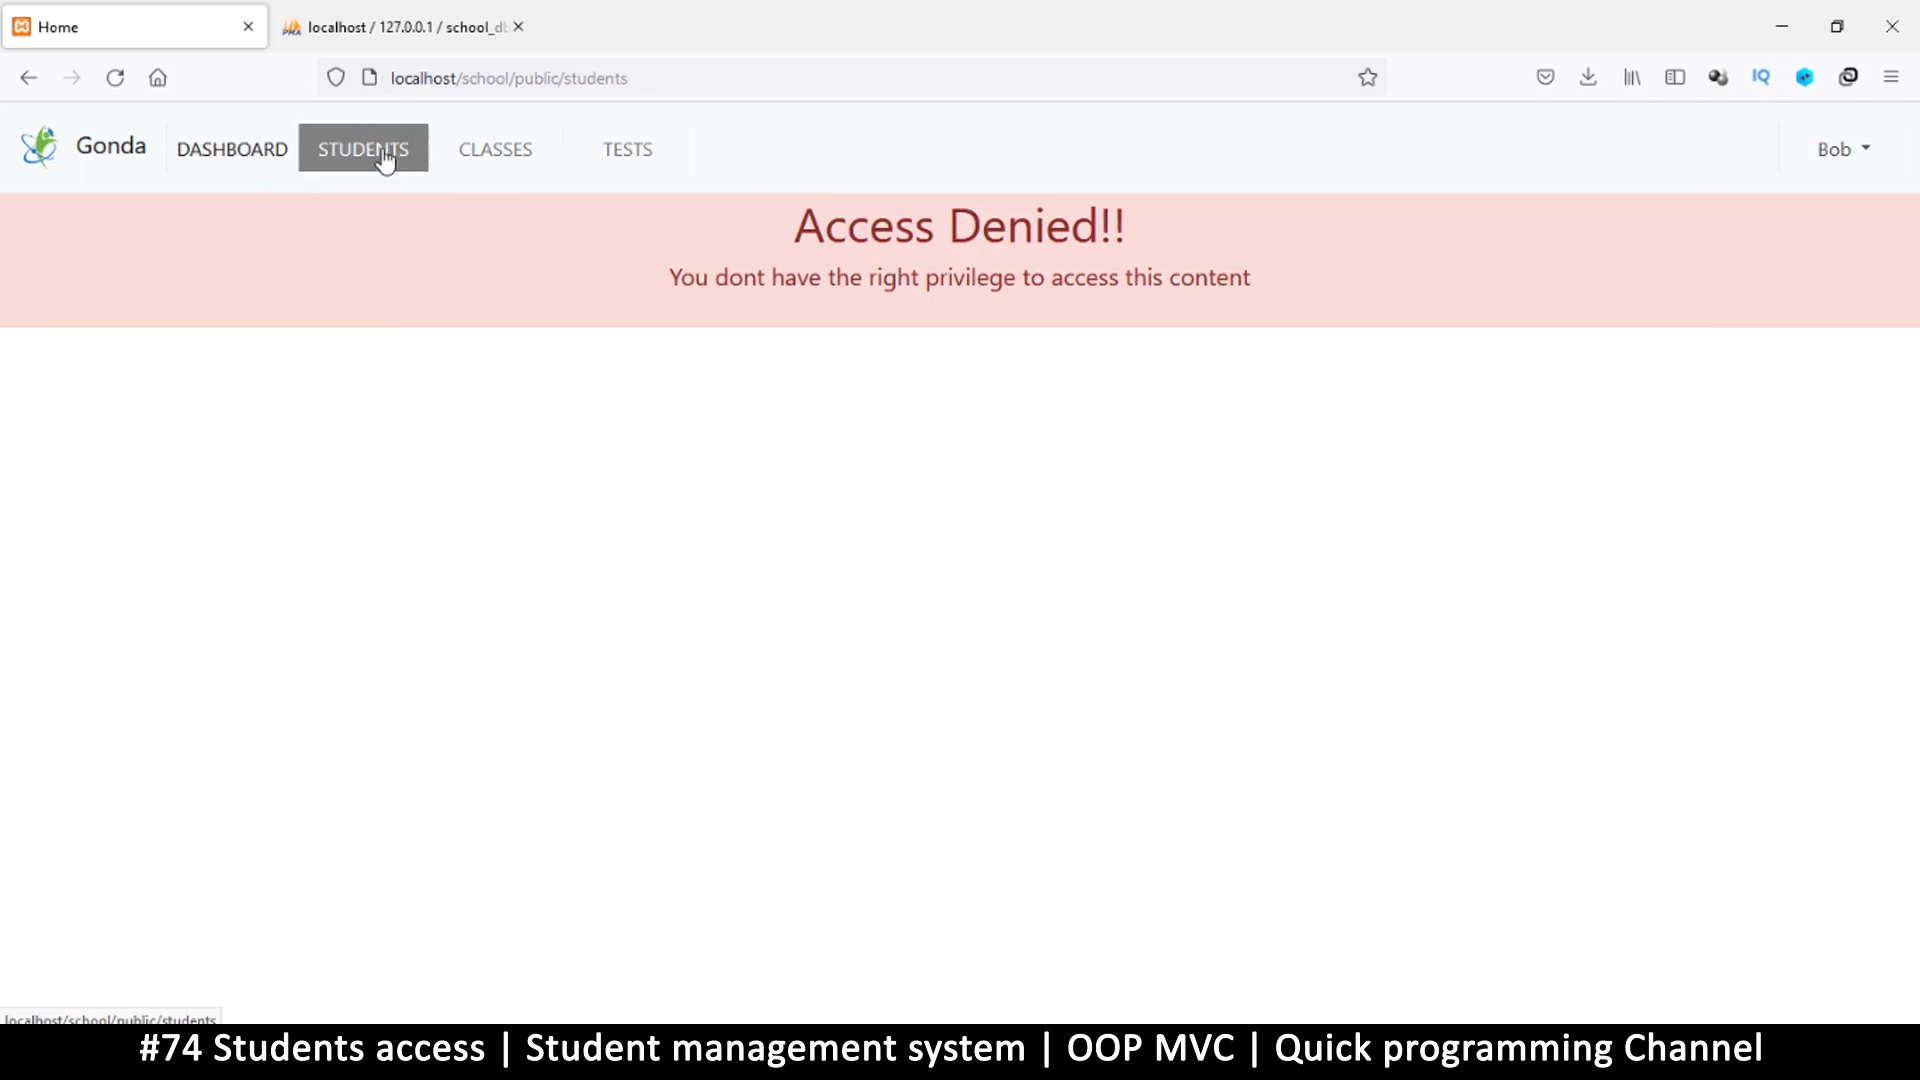 Home
localhost / 127.0.0.1 / school_db
localhost/school/public/students
IQ
Gonda
DASHBOARD
STUDENTS
CLASSES
TESTS
Bob
Access Denied!!
You dont have the right privilege to access this content
localhost/school/public/students
#74 Students access | Student management system | OOP MVC | Quick programming Channel